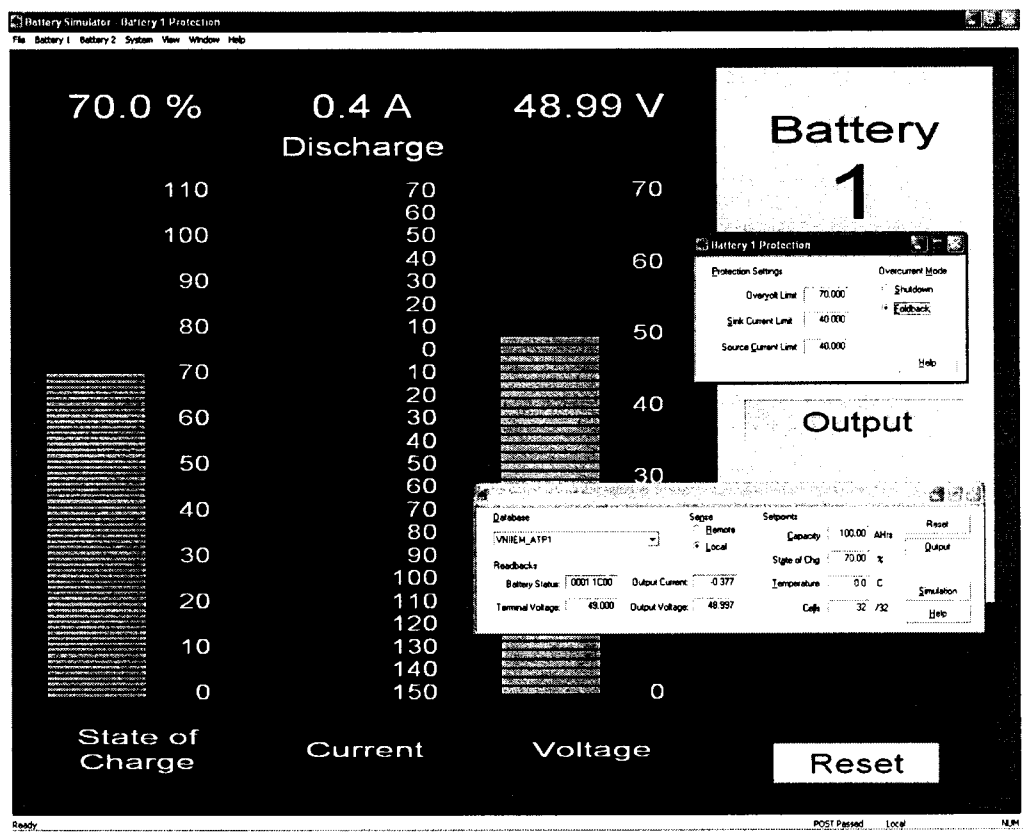 Battery Simulator - Battery 1 Protection
File Battery 1 Battery 2 System View Window Help
70.0 % 0.4 A 48.99 V
Discharge
Battery
1
110 70 70
60
100 50
40 60
90 30
20
80 10
0 50
70 10
20
60 30 40
40
50 50
60 30
40 70
80
30 90
100
20 110
120
10 130
140
0 150 0
State of
Charge
Current
Voltage
Battery 1 Protection
Protection Settings Overcurrent Mode
Overvolt Limit 70.000 Shutdown
Sink Current Limit 40.000 Foldback
Source Current Limit 40.000
Help
Output
Database Sense Setpoints
VNIIEM_ATP1 Remote Capacity 100.00 AHrs Reset
Local State of Chg 70.00 % Output
Readbacks
Battery Status: 0001 1C00 Output Current: -0.377 Temperature 0.0 C Simulation
Terminal Voltage: 49.000 Output Voltage: 48.997 Cells 32 /32 Help
Reset
Ready POST Passed Local NUM